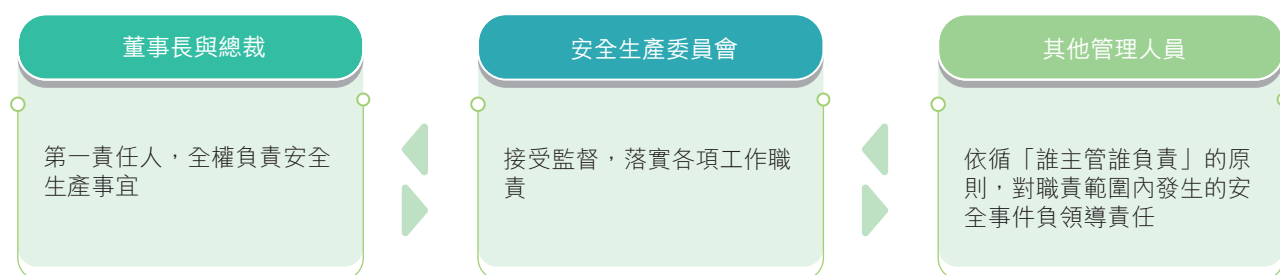 董事長與總裁
第一責任人，全權負責安全
生產事宜
安全生產委員會
接受監督，落實各項工作職
責
其他管理人員
依循「誰主管誰負責」的原
則，對職責範圍內發生的安
全事件負領導責任